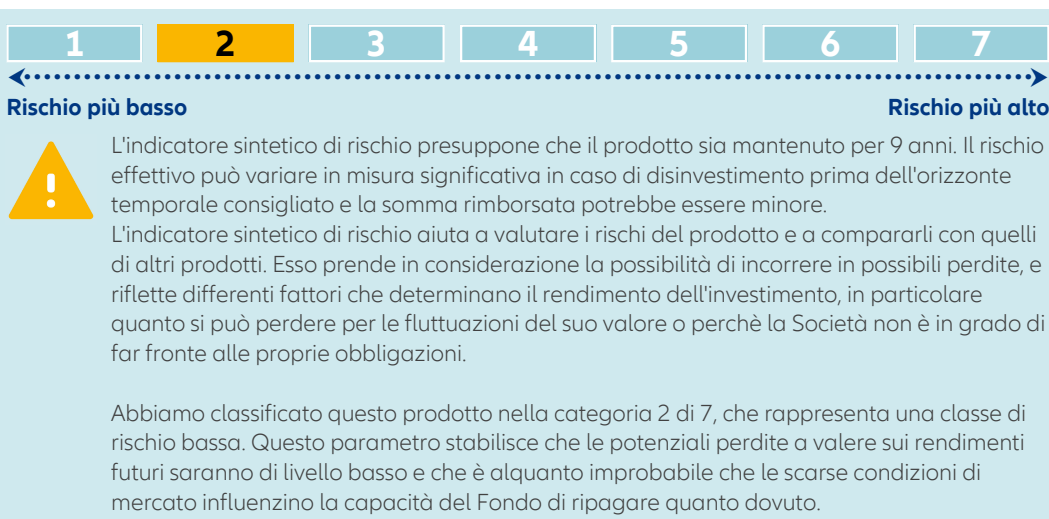 1 2 3 4 5 6 7
Rischio più basso Rischio più alto
L'indicatore sintetico di rischio presuppone che il prodotto sia mantenuto per 9 anni. Il rischio
effettivo può variare in misura significativa in caso di disinvestimento prima dell'orizzonte
temporale consigliato e la somma rimborsata potrebbe essere minore.
L'indicatore sintetico di rischio aiuta a valutare i rischi del prodotto e a compararli con quelli
di altri prodotti. Esso prende in considerazione la possibilità di incorrere in possibili perdite, e
riflette differenti fattori che determinano il rendimento dell'investimento, in particolare
quanto si può perdere per le fluttuazioni del suo valore o perchè la Società non è in grado di
far fronte alle proprie obbligazioni.
Abbiamo classificato questo prodotto nella categoria 2 di 7, che rappresenta una classe di
rischio bassa. Questo parametro stabilisce che le potenziali perdite a valere sui rendimenti
futuri saranno di livello basso e che è alquanto improbabile che le scarse condizioni di
mercato influenzino la capacità del Fondo di ripagare quanto dovuto.